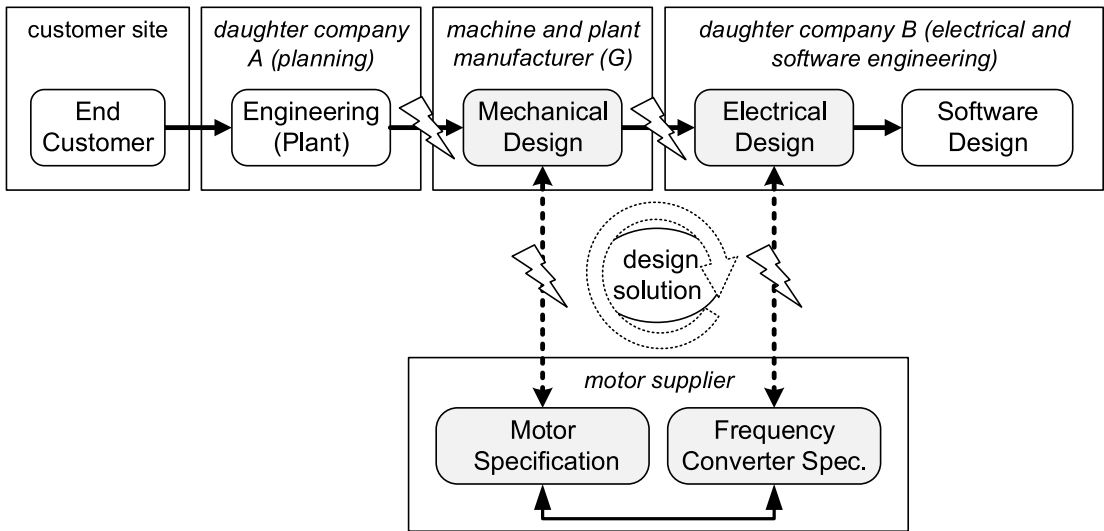 customer site
End
Customer
daughter company
A (planning)
Engineering
(Plant)
machine and plant
manufacturer (G)
Mechanical
Design
daughter company B (electrical and
software engineering)
Electrical
Design
Software
Design
design
solution
motor supplier
Motor
Specification
Frequency
Converter Spec.